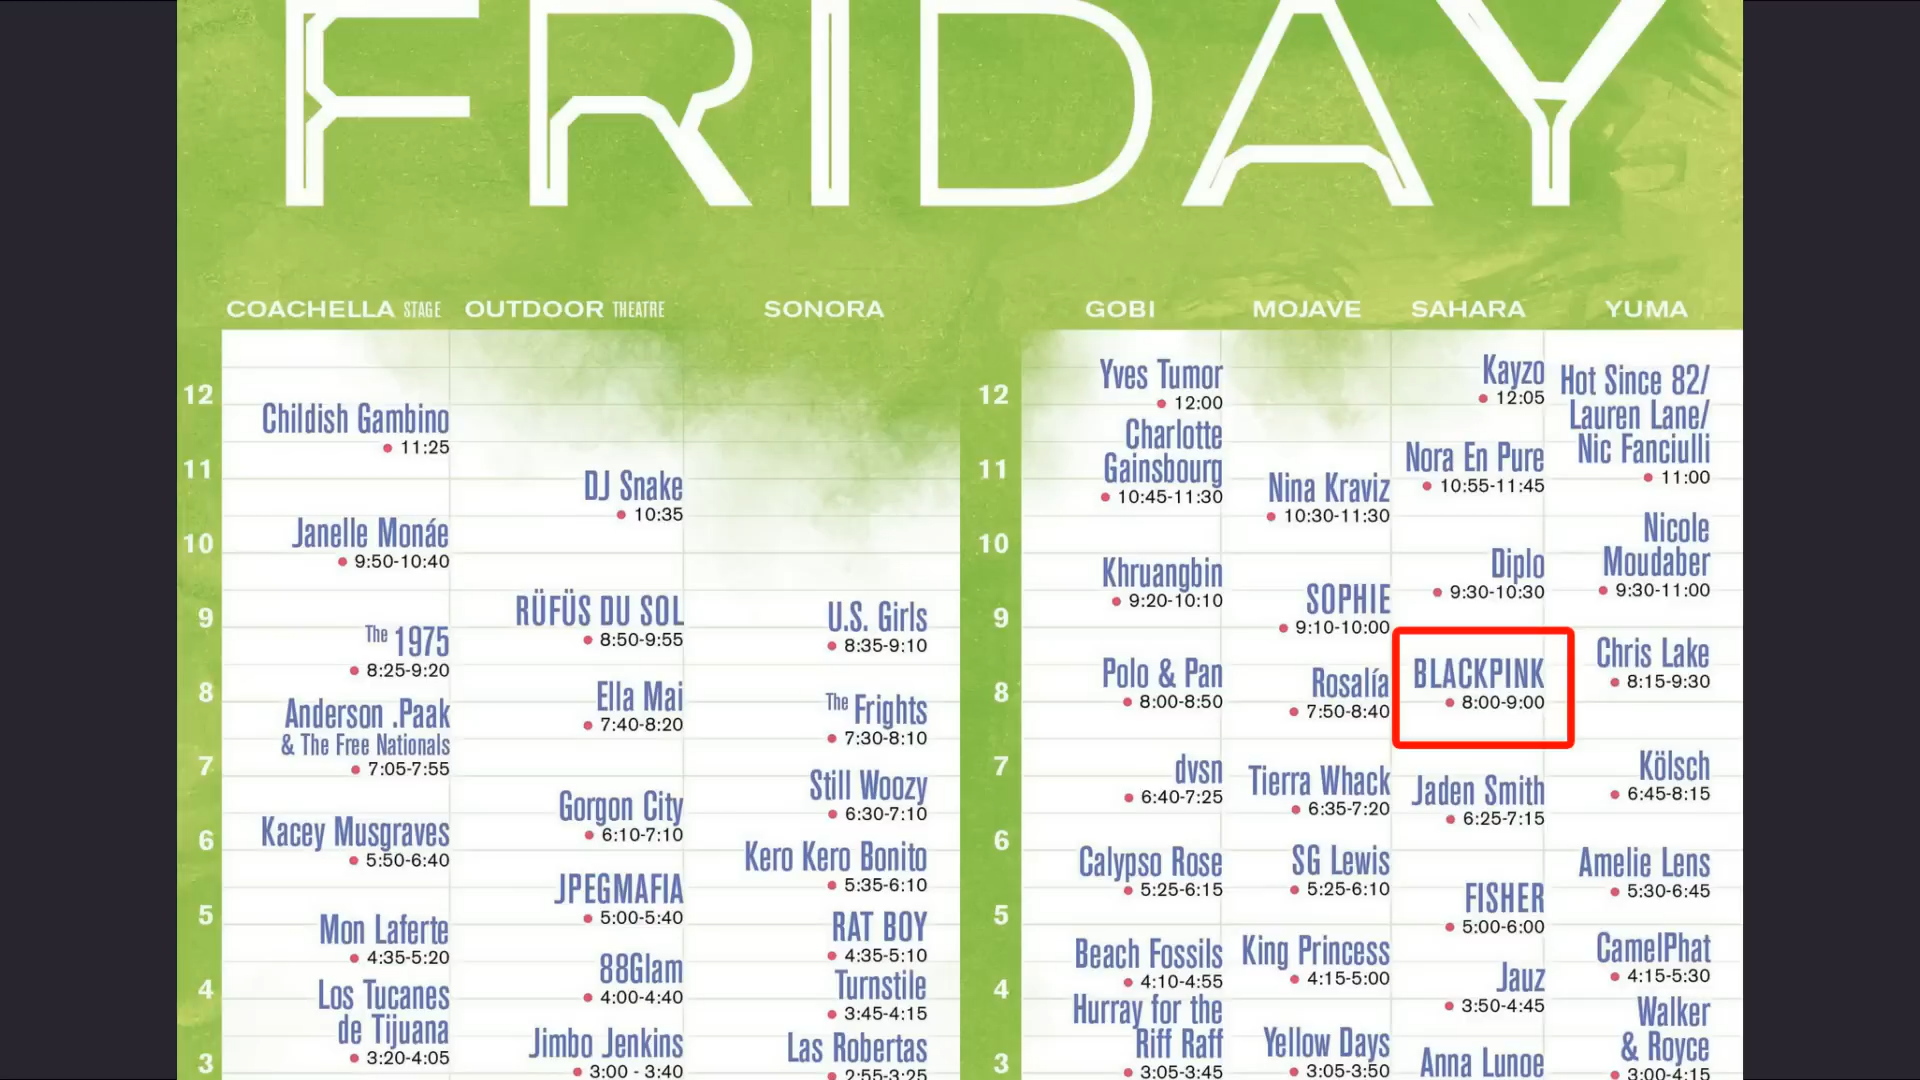 FRIDAY
COACHELLA STAGE
OUTDOOR THEATRE
SONORA
GOBI
MOJAVE
SAHARA
YUMA
12
11
10
9
8
7
6
5
4
3
Childish Gambino
11:25
Janelle Monáe
9:50-10:40
The 1975
8:25-9:20
Anderson .Paak
& The Free Nationals
7:05-7:55
Kacey Musgraves
5:50-6:40
Mon Laferte
4:35-5:20
Los Tucanes
de Tijuana
3:20-4:05
DJ Snake
10:35
RÜFÜS DU SOL
8:50-9:55
Ella Mai
7:40-8:20
Gorgon City
6:10-7:10
JPEGMAFIA
5:00-5:40
88Glam
4:00-4:40
Jimbo Jenkins
3:00 - 3:40
U.S. Girls
8:35-9:10
The Frights
7:30-8:10
Still Woozy
6:30-7:10
Kero Kero Bonito
5:35-6:10
RAT BOY
4:35-5:10
Turnstile
3:45-4:15
Las Robertas
2:55-3:25
12
11
10
9
8
7
6
5
4
3
Yves Tumor
12:00
Charlotte
Gainsbourg
10:45-11:30
Khruangbin
9:20-10:10
Polo & Pan
8:00-8:50
dvsn
6:40-7:25
Calypso Rose
5:25-6:15
Beach Fossils
4:10-4:55
Hurray for the
Riff Raff
3:05-3:45
Nina Kraviz
10:30-11:30
SOPHIE
9:10-10:00
Rosalía
7:50-8:40
Tierra Whack
6:35-7:20
SG Lewis
5:25-6:10
King Princess
4:15-5:00
Yellow Days
3:05-3:50
Kayzo
12:05
Nora En Pure
10:55-11:45
Diplo
9:30-10:30
BLACKPINK
8:00-9:00
Jaden Smith
6:25-7:15
FISHER
5:00-6:00
Jauz
3:50-4:45
Anna Lunoe
Hot Since 82/
Lauren Lane/
Nic Fanciulli
11:00
Nicole
Moudaber
9:30-11:00
Chris Lake
8:15-9:30
Kölsch
6:45-8:15
Amelie Lens
5:30-6:45
CamelPhat
4:15-5:30
Walker
& Royce
3:00-4:15